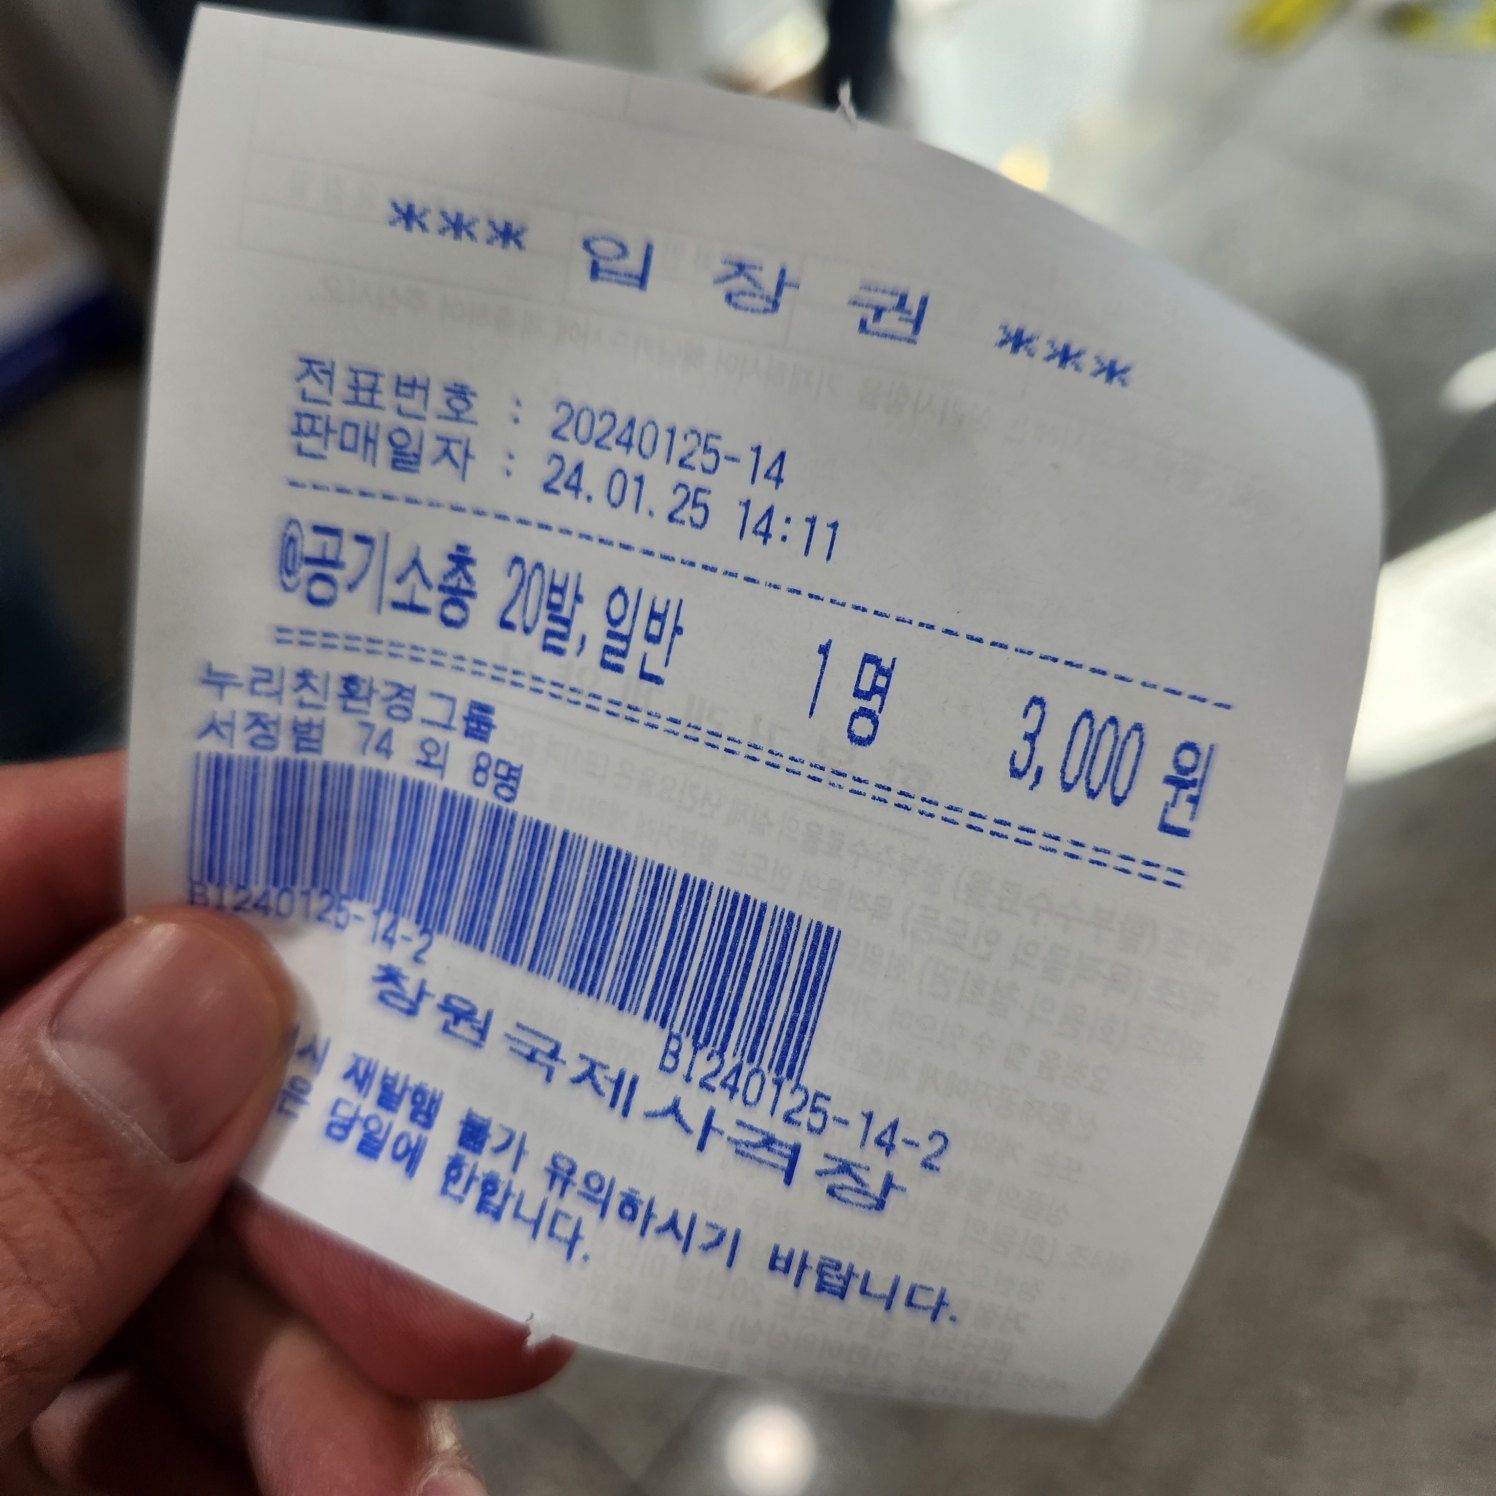 *** 입 장 권 ***
전표번호 : 20240125-14
판매일자 : 24.01.25 14:11
@공기소총 20발,일반 1 명 3,000 원
누리친환경그룹
서정범 74 외 8명
BI240125-14-2
BI240125-14-2
창원국제사격장
시 재발행 불가 유의하시기 바랍니다.
은 당일에 한합니다.